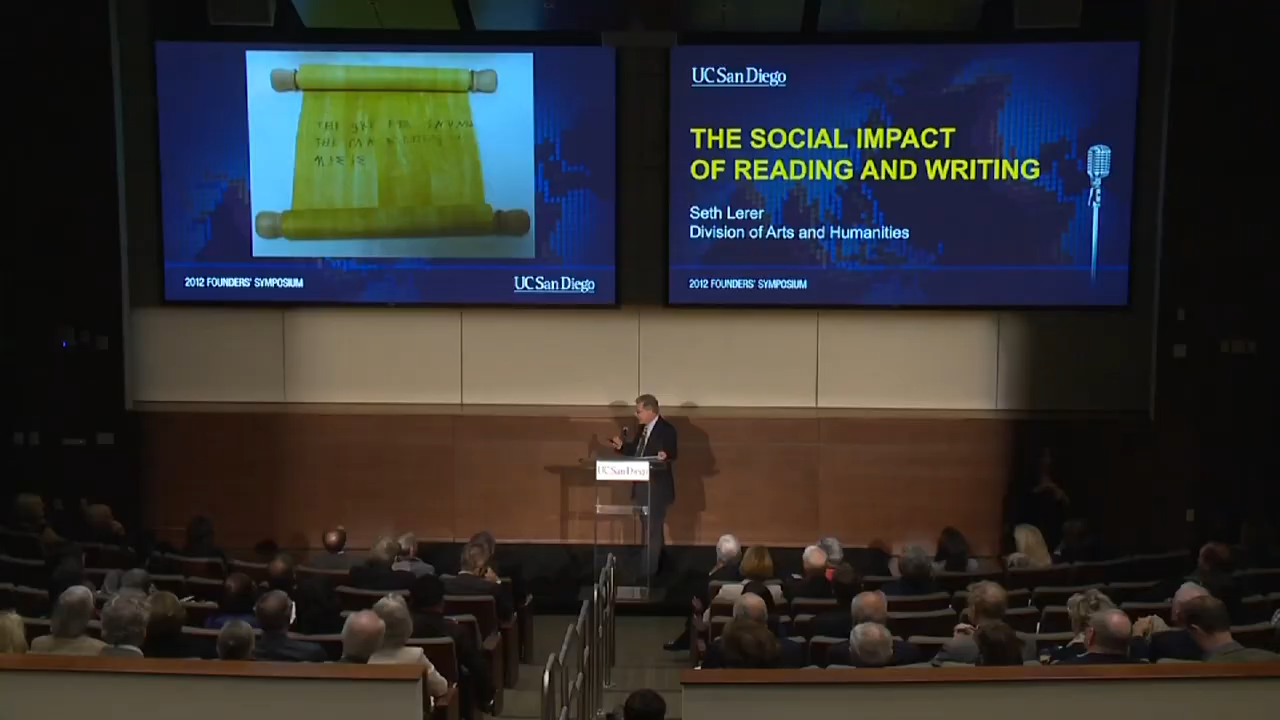 2012 FOUNDERS' SYMPOSIUM
UC San Diego
UC San Diego
THE SOCIAL IMPACT
OF READING AND WRITING
Seth Lerer
Division of Arts and Humanities
2012 FOUNDERS' SYMPOSIUM
UC San Diego